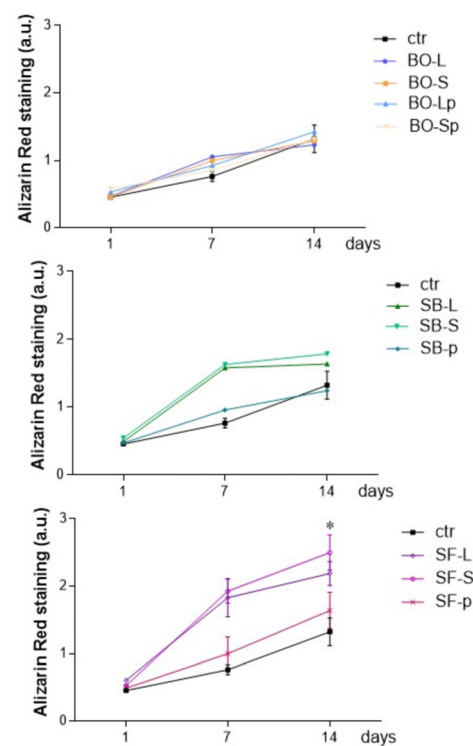 Alizarin Red staining (a.u.)
3
2
1
0
1 7 14 days
ctr
BO-L
BO-S
BO-Lp
BO-Sp
Alizarin Red staining (a.u.)
3
2
1
0
1 7 14 days
ctr
SB-L
SB-S
SB-p
Alizarin Red staining (a.u.)
3
2
1
0
*
1 7 14 days
ctr
SF-L
SF-S
SF-p